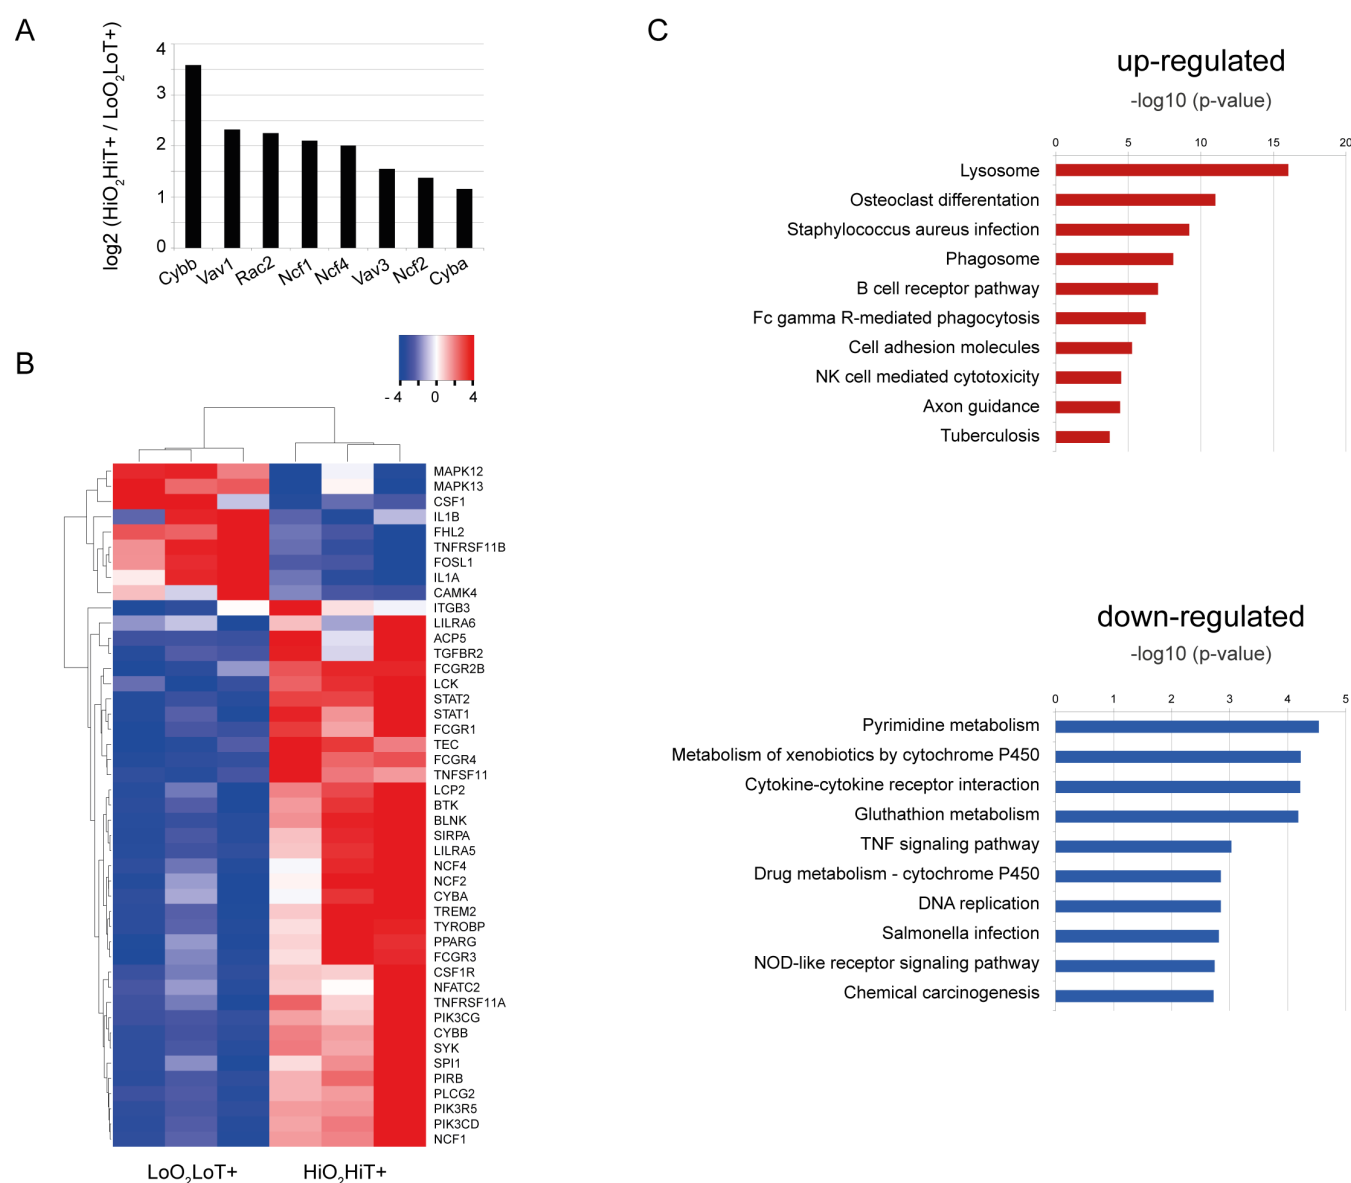 A
log2 (HiO2HiT+ / LoO2LoT+)
4
3
2
1
0
Cybb
Vav1
Rac2
Ncf1
Ncf4
Vav3
Ncf2
Cyba
B
- 4
0
4
MAPK12
MAPK13
CSF1
IL1B
FHL2
TNFRSF11B
FOSL1
IL1A
CAMK4
ITGB3
LILRA6
ACP5
TGFBR2
FCGR2B
LCK
STAT2
STAT1
FCGR1
TEC
FCGR4
TNFSF11
LCP2
BTK
BLNK
SIRPA
LILRA5
NCF4
NCF2
CYBA
TREM2
TYROBP
PPARG
FCGR3
CSF1R
NFATC2
TNFRSF11A
PIK3CG
CYBB
SYK
SPI1
PIRB
PLCG2
PIK3R5
PIK3CD
NCF1
LoO2LoT+
HiO2HiT+
C
up-regulated
-log10 (p-value)
0 5 10 15 20
Lysosome
Osteoclast differentation
Staphylococcus aureus infection
Phagosome
B cell receptor pathway
Fc gamma R-mediated phagocytosis
Cell adhesion molecules
NK cell mediated cytotoxicity
Axon guidance
Tuberculosis
down-regulated
-log10 (p-value)
0 1 2 3 4 5
Pyrimidine metabolism
Metabolism of xenobiotics by cytochrome P450
Cytokine-cytokine receptor interaction
Gluthathion metabolism
TNF signaling pathway
Drug metabolism - cytochrome P450
DNA replication
Salmonella infection
NOD-like receptor signaling pathway
Chemical carcinogenesis